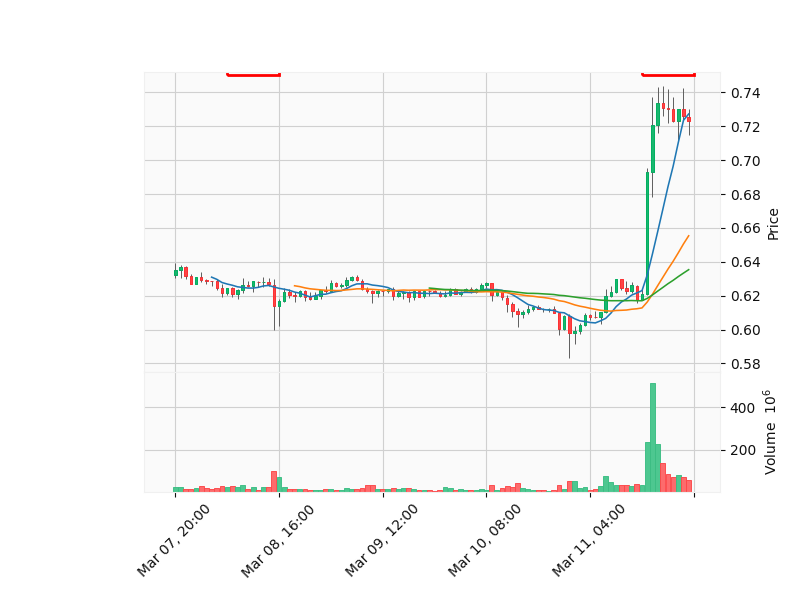 0.74
0.72
0.70
0.68
0.66
0.64
0.62
0.60
0.58
Price
400
200
Volume 10⁶
Mar 07, 20:00
Mar 08, 16:00
Mar 09, 12:00
Mar 10, 08:00
Mar 11, 04:00